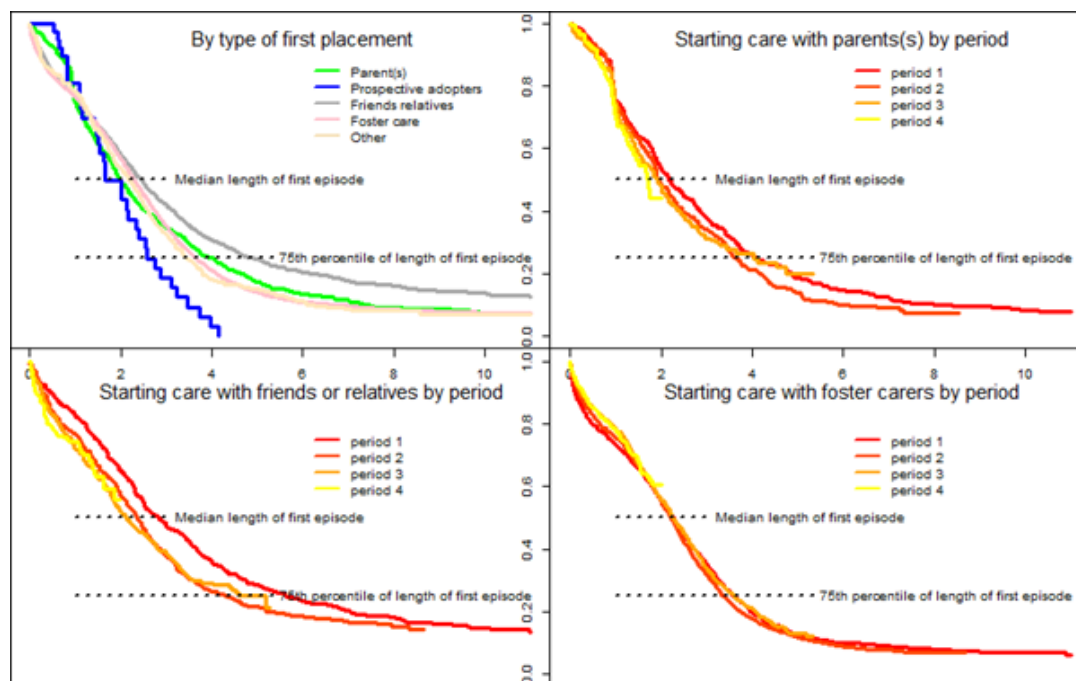 By type of first placement
Parent(s)
Prospective adopters
Friends relatives
Foster care
Other
Median length of first episode
75th percentile of length of first episode
0.0 0.2 0.4 0.6 0.8 1.0
Starting care with parents(s) by period
period 1
period 2
period 3
period 4
Median length of first episode
75th percentile of length of first episode
0 2 4 6 8 10
Starting care with friends or relatives by period
period 1
period 2
period 3
period 4
Median length of first episode
75th percentile of length of first episode
0.0 0.2 0.4 0.6 0.8 1.0
0 2 4 6 8 10
Starting care with foster carers by period
period 1
period 2
period 3
period 4
Median length of first episode
75th percentile of length of first episode